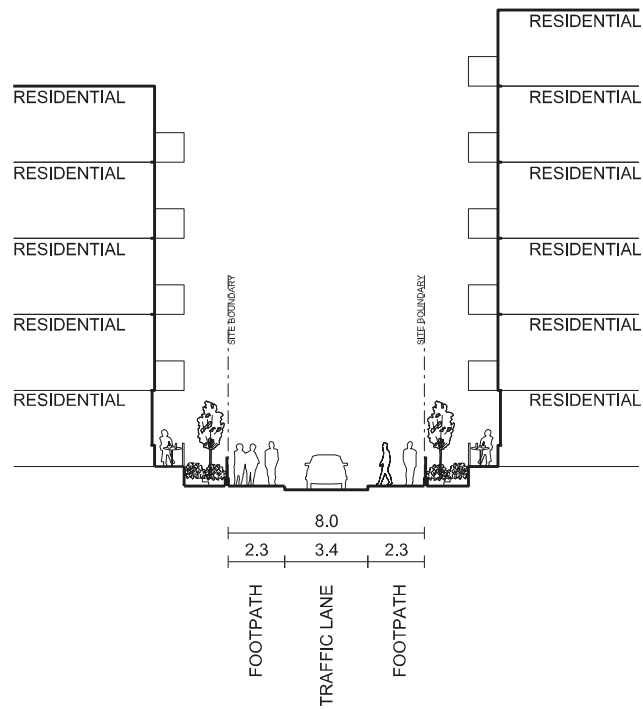 RESIDENTIAL
RESIDENTIAL
RESIDENTIAL
RESIDENTIAL
RESIDENTIAL
RESIDENTIAL
RESIDENTIAL
RESIDENTIAL
RESIDENTIAL
RESIDENTIAL
RESIDENTIAL
SITE BOUNDARY
SITE BOUNDARY
8.0
2.3 3.4 2.3
FOOTPATH
TRAFFIC LANE
FOOTPATH